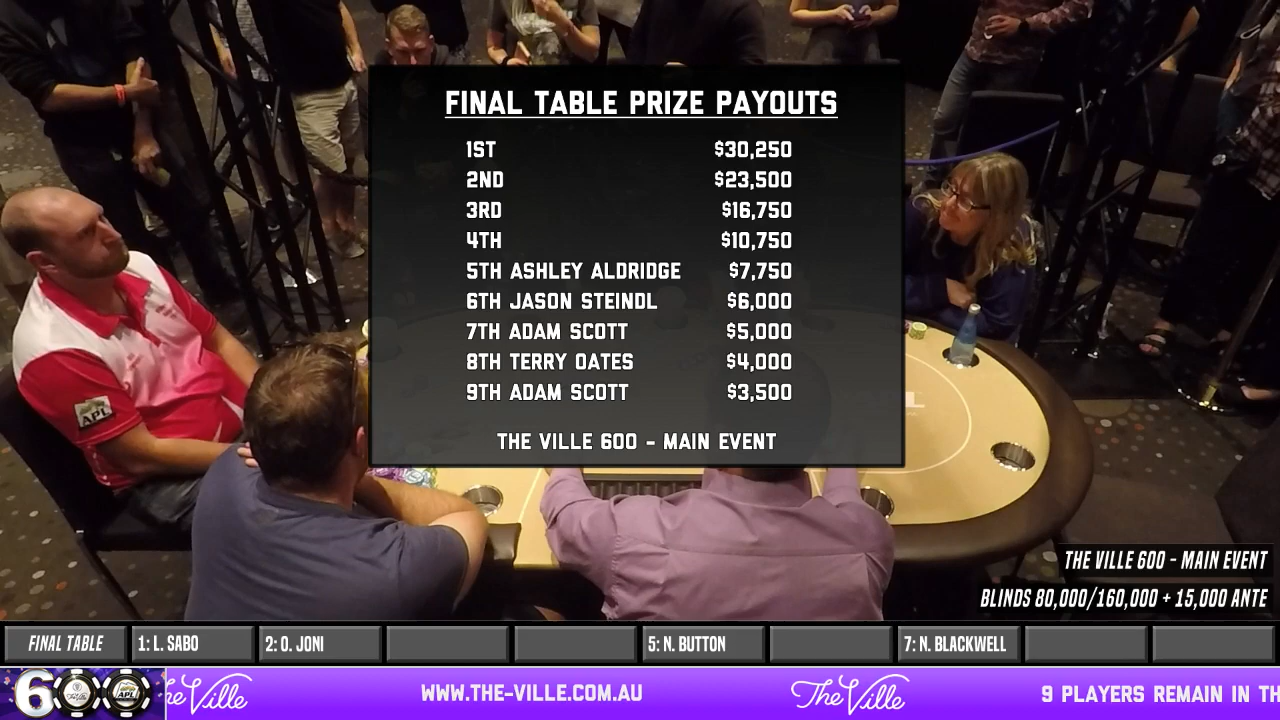 FINAL TABLE PRIZE PAYOUTS
1ST $30,250
2ND $23,500
3RD $16,750
4TH $10,750
5TH ASHLEY ALDRIDGE $7,750
6TH JASON STEINDL $6,000
7TH ADAM SCOTT $5,000
8TH TERRY OATES $4,000
9TH ADAM SCOTT $3,500
THE VILLE 600 - MAIN EVENT
APL
THE VILLE 600 - MAIN EVENT
BLINDS 80,000/160,000 + 15,000 ANTE
FINAL TABLE 1: L. SABO 2: O. JONI 5: N. BUTTON 7: N. BLACKWELL
600 The Ville WWW.THE-VILLE.COM.AU The Ville 9 PLAYERS REMAIN IN TH